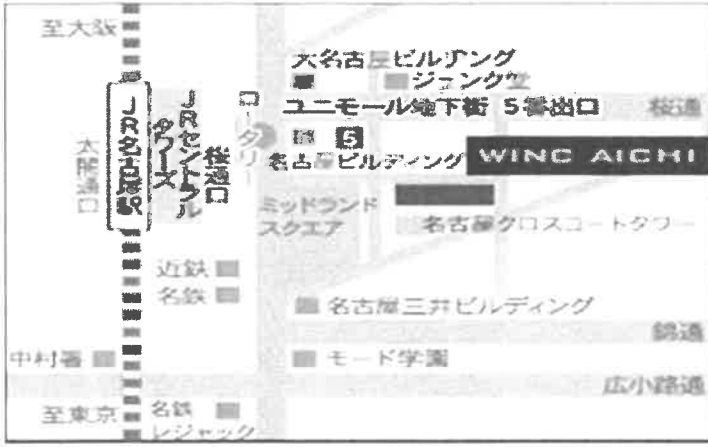 至大阪
大名古屋ビルヂング
ジュンク堂
ユニモール地下街 5番出口
桜通
JR名古屋駅
JRセントラルタワーズ
桜通口
ロータリー
太閤通口
5
名古屋ビルディング
WINC AICHI
ミッドランド
スクエア
名古屋クロスコートタワー
近鉄
名鉄
名古屋三井ビルディング
錦通
中村署
モード学園
広小路通
至東京
名鉄
レジャック